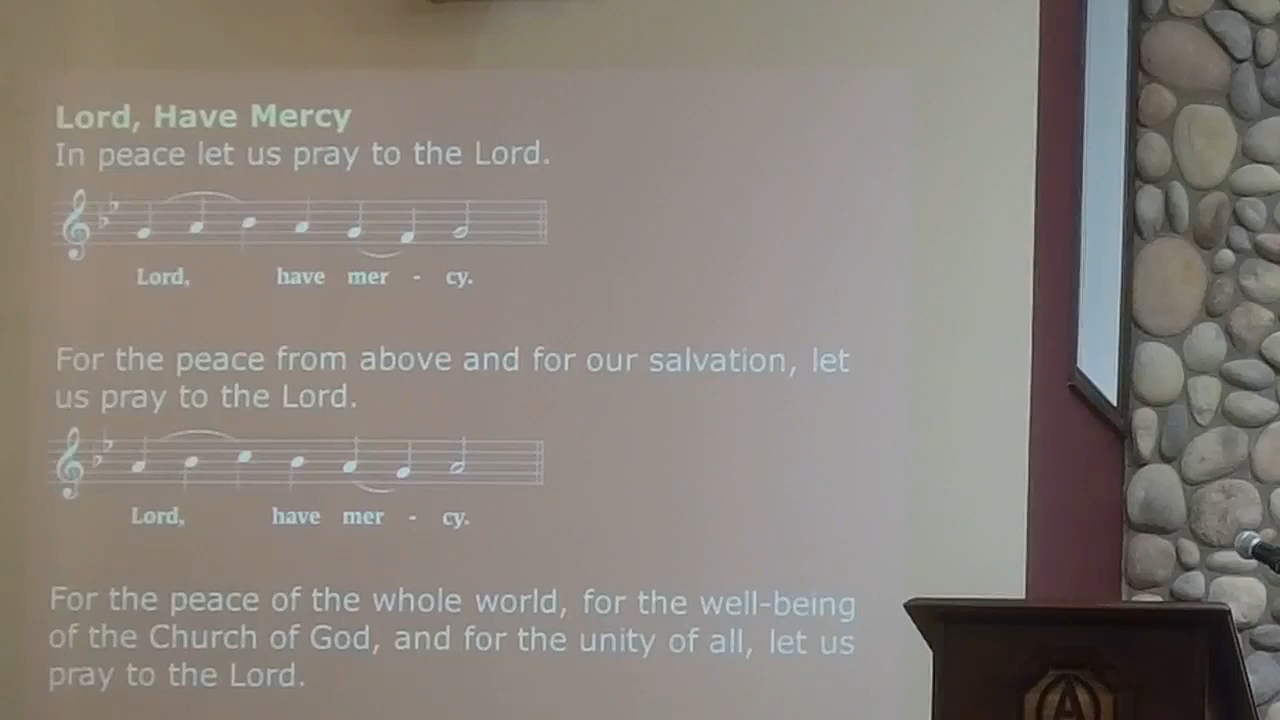 Lord, Have Mercy
In peace let us pray to the Lord.
Lord, have mer - cy.
For the peace from above and for our salvation, let
us pray to the Lord.
Lord, have mer - cy.
For the peace of the whole world, for the well-being
of the Church of God, and for the unity of all, let us
pray to the Lord.
A